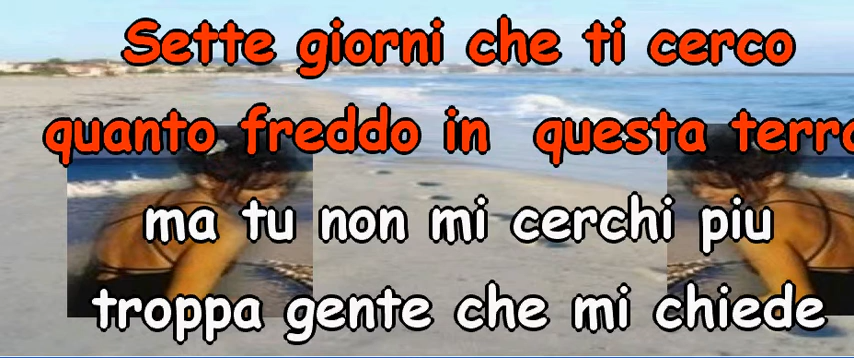 Sette giorni che ti cerco
quanto freddo in questa terra
ma tu non mi cerchi piu
troppa gente che mi chiede